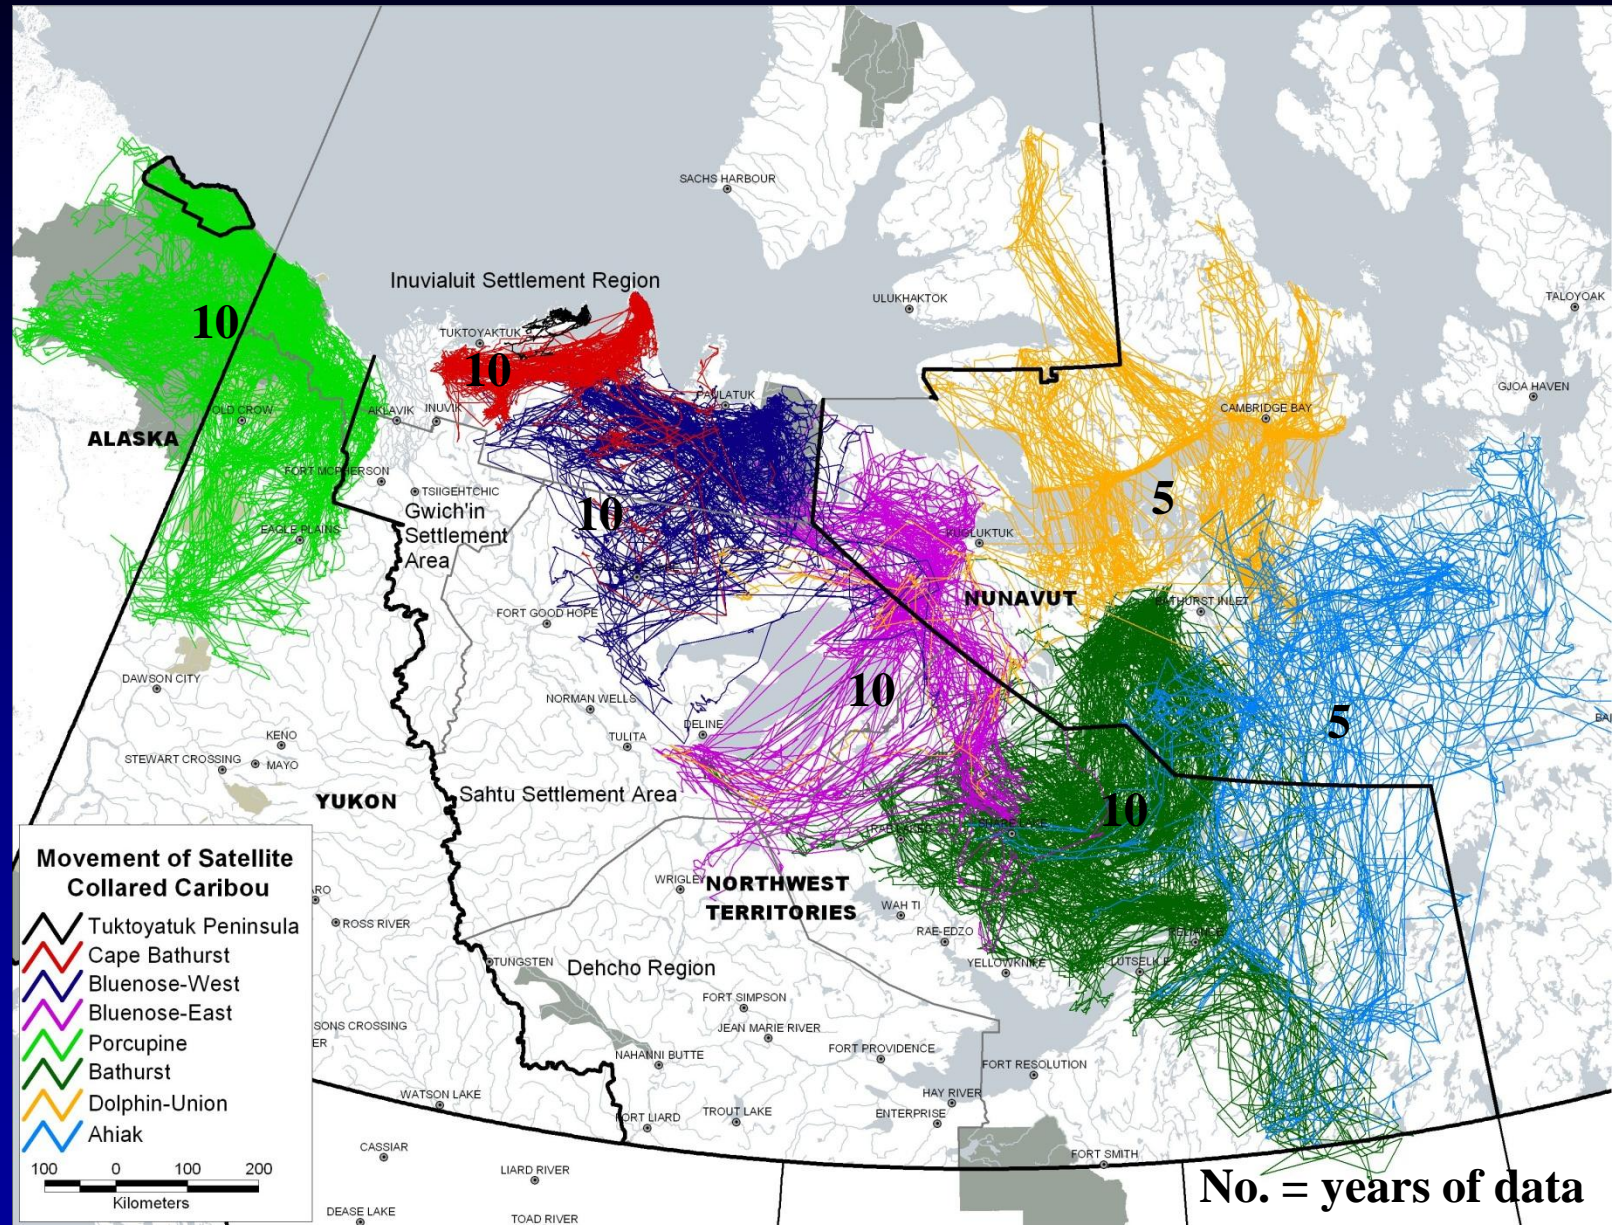 SACHS HARBOUR
Inuvialuit Settlement Region
ULUKHAKTOK
TALOYOAK
10
TUKTOYAKTUK
10
GJOA HAVEN
PAULATUK
OLD CROW
AKLAVIK
INUVIK
CAMBRIDGE BAY
ALASKA
FORT MCPHERSON
TSIIGEHTCHIC
5
10
Gwich'in
Settlement
Area
EAGLE PLAINS
KUGLUKTUK
FORT GOOD HOPE
NUNAVUT
BATHURST INLET
DAWSON CITY
NORMAN WELLS
10
DELINE
5
KENO
TULITA
STEWART CROSSING
MAYO
YUKON
Sahtu Settlement Area
10
WRIGLEY
NORTHWEST
TERRITORIES
WAH TI
RAE-EDZO
ROSS RIVER
RELIANCE
YELLOWKNIFE
LUTSELK E
TUNGSTEN
Dehcho Region
FORT SIMPSON
SONS CROSSING
ER
JEAN MARIE RIVER
NAHANNI BUTTE
FORT PROVIDENCE
FORT RESOLUTION
WATSON LAKE
HAY RIVER
FORT LIARD
TROUT LAKE
ENTERPRISE
CASSIAR
FORT SMITH
LIARD RIVER
DEASE LAKE
TOAD RIVER
Movement of Satellite
Collared Caribou
Tuktoyatuk Peninsula
Cape Bathurst
Bluenose-West
Bluenose-East
Porcupine
Bathurst
Dolphin-Union
Ahiak
100 0 100 200
Kilometers
No. = years of data